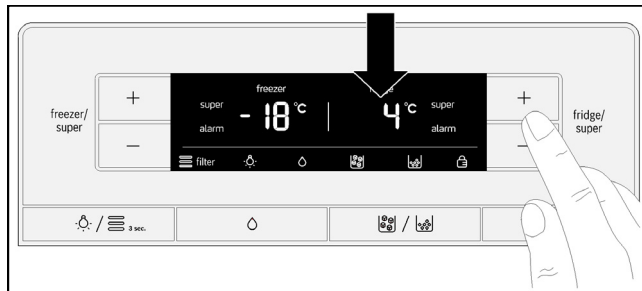 freezer
super
alarm
-18 °C
4 °C
super
alarm
filter
freezer/
super
+
−
+
−
fridge/
super
/ 3 sec.
/